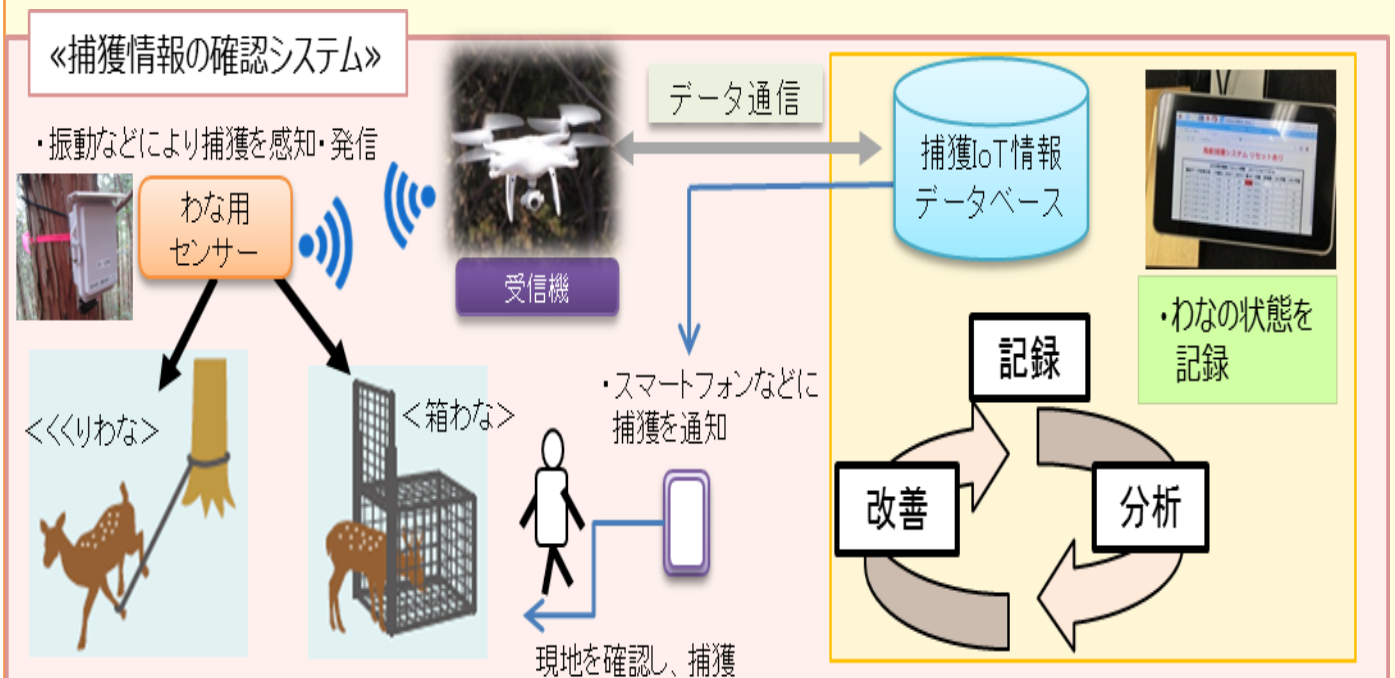 ≪捕獲情報の確認システム≫
・振動などにより捕獲を感知・発信
わな用
センサー
受信機
データ通信
捕獲IoT情報
データベース
・わなの状態を
記録
<くくりわな>
<箱わな>
・スマートフォンなどに
捕獲を通知
現地を確認し、捕獲
記録
分析
改善